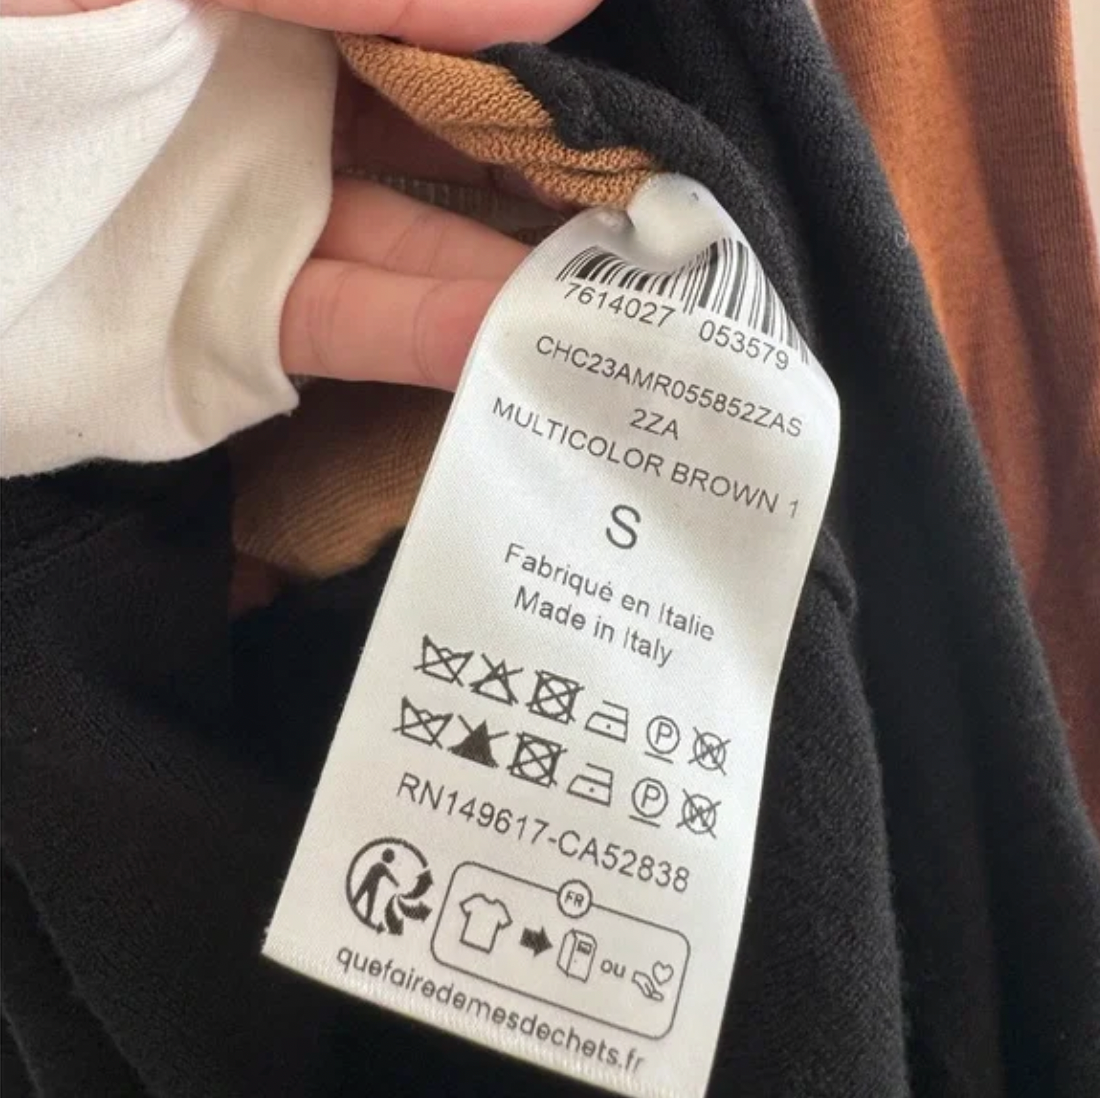 7614027 053579
CHC23AMR055852ZAS
2ZA
MULTICOLOR BROWN 1
S
Fabriqué en Italie
Made in Italy
P W
P W
RN149617-CA52838
FR
ou
quefairedemesdechets.fr